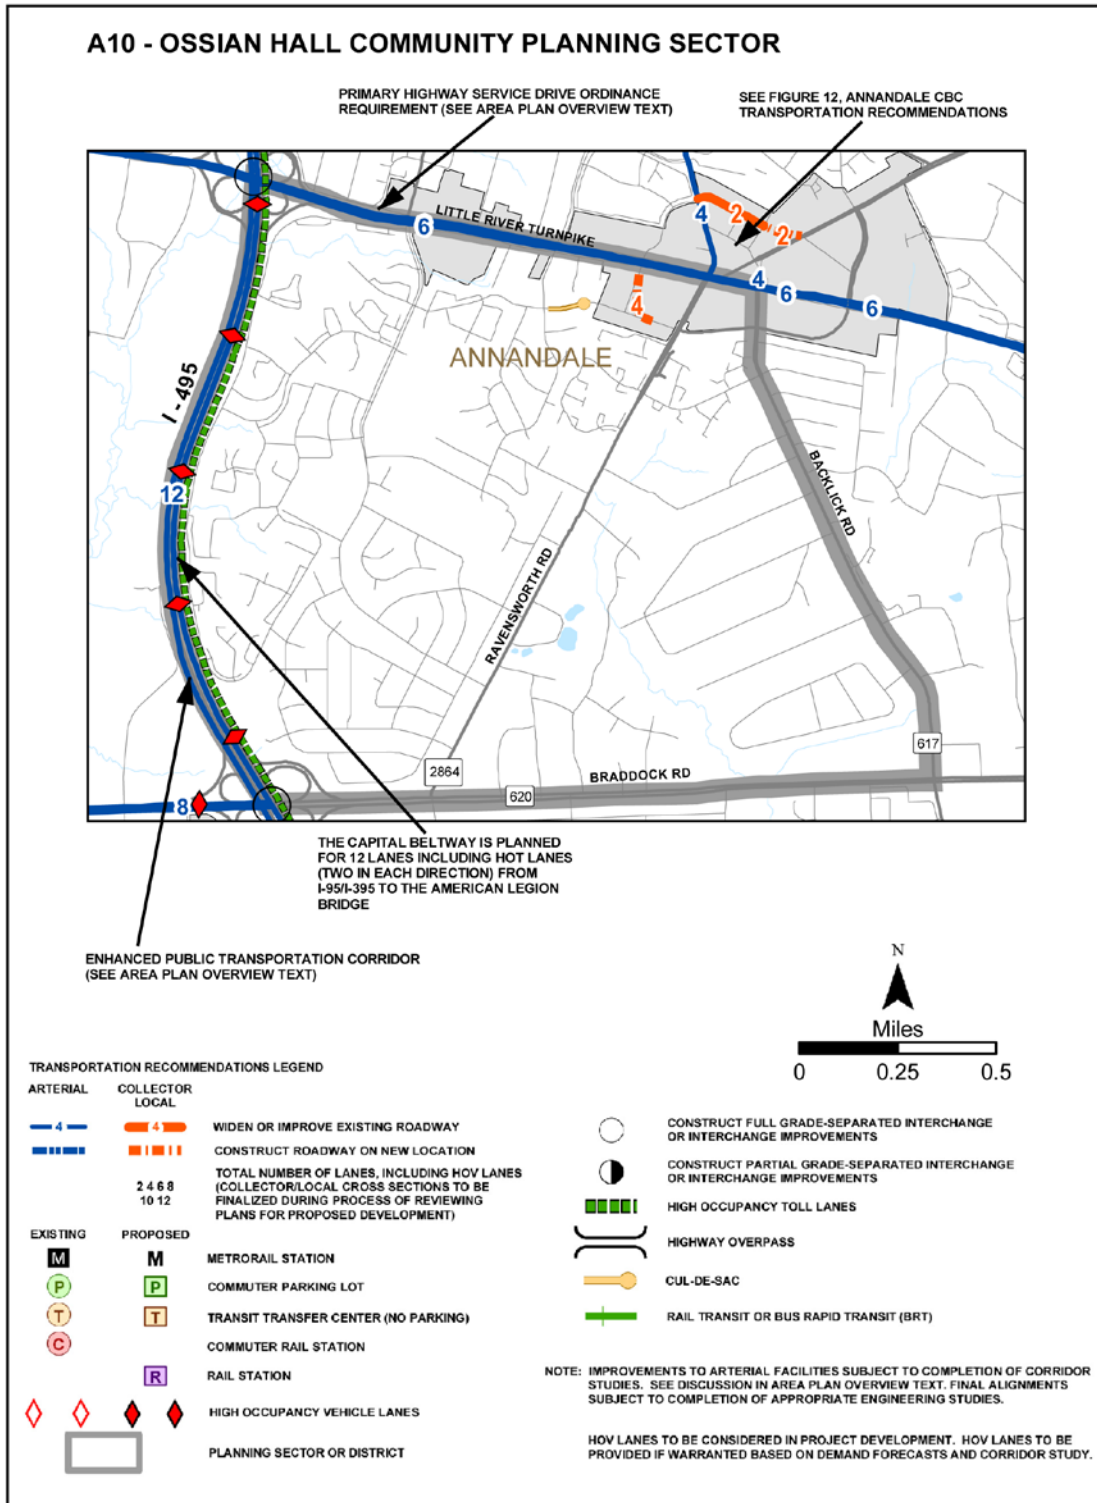 A10 - OSSIAN HALL COMMUNITY PLANNING SECTOR
PRIMARY HIGHWAY SERVICE DRIVE ORDINANCE
REQUIREMENT (SEE AREA PLAN OVERVIEW TEXT)
SEE FIGURE 12, ANNANDALE CBC
TRANSPORTATION RECOMMENDATIONS
LITTLE RIVER TURNPIKE
6
4
2
2
4
6
6
4
ANNANDALE
I - 495
12
BACKLICK RD
RAVENSWORTH RD
617
2864
BRADDOCK RD
620
8
THE CAPITAL BELTWAY IS PLANNED
FOR 12 LANES INCLUDING HOT LANES
(TWO IN EACH DIRECTION) FROM
I-95/I-395 TO THE AMERICAN LEGION
BRIDGE
ENHANCED PUBLIC TRANSPORTATION CORRIDOR
(SEE AREA PLAN OVERVIEW TEXT)
N
Miles
0 0.25 0.5
TRANSPORTATION RECOMMENDATIONS LEGEND
ARTERIAL COLLECTOR
LOCAL
4 4 WIDEN OR IMPROVE EXISTING ROADWAY
CONSTRUCT ROADWAY ON NEW LOCATION
2 4 6 8
10 12
TOTAL NUMBER OF LANES, INCLUDING HOV LANES
(COLLECTOR/LOCAL CROSS SECTIONS TO BE
FINALIZED DURING PROCESS OF REVIEWING
PLANS FOR PROPOSED DEVELOPMENT)
EXISTING PROPOSED
M M METRORAIL STATION
P P COMMUTER PARKING LOT
T T TRANSIT TRANSFER CENTER (NO PARKING)
C COMMUTER RAIL STATION
R RAIL STATION
HIGH OCCUPANCY VEHICLE LANES
PLANNING SECTOR OR DISTRICT
CONSTRUCT FULL GRADE-SEPARATED INTERCHANGE
OR INTERCHANGE IMPROVEMENTS
CONSTRUCT PARTIAL GRADE-SEPARATED INTERCHANGE
OR INTERCHANGE IMPROVEMENTS
HIGH OCCUPANCY TOLL LANES
HIGHWAY OVERPASS
CUL-DE-SAC
RAIL TRANSIT OR BUS RAPID TRANSIT (BRT)
NOTE: IMPROVEMENTS TO ARTERIAL FACILITIES SUBJECT TO COMPLETION OF CORRIDOR
STUDIES. SEE DISCUSSION IN AREA PLAN OVERVIEW TEXT. FINAL ALIGNMENTS
SUBJECT TO COMPLETION OF APPROPRIATE ENGINEERING STUDIES.
HOV LANES TO BE CONSIDERED IN PROJECT DEVELOPMENT. HOV LANES TO BE
PROVIDED IF WARRANTED BASED ON DEMAND FORECASTS AND CORRIDOR STUDY.